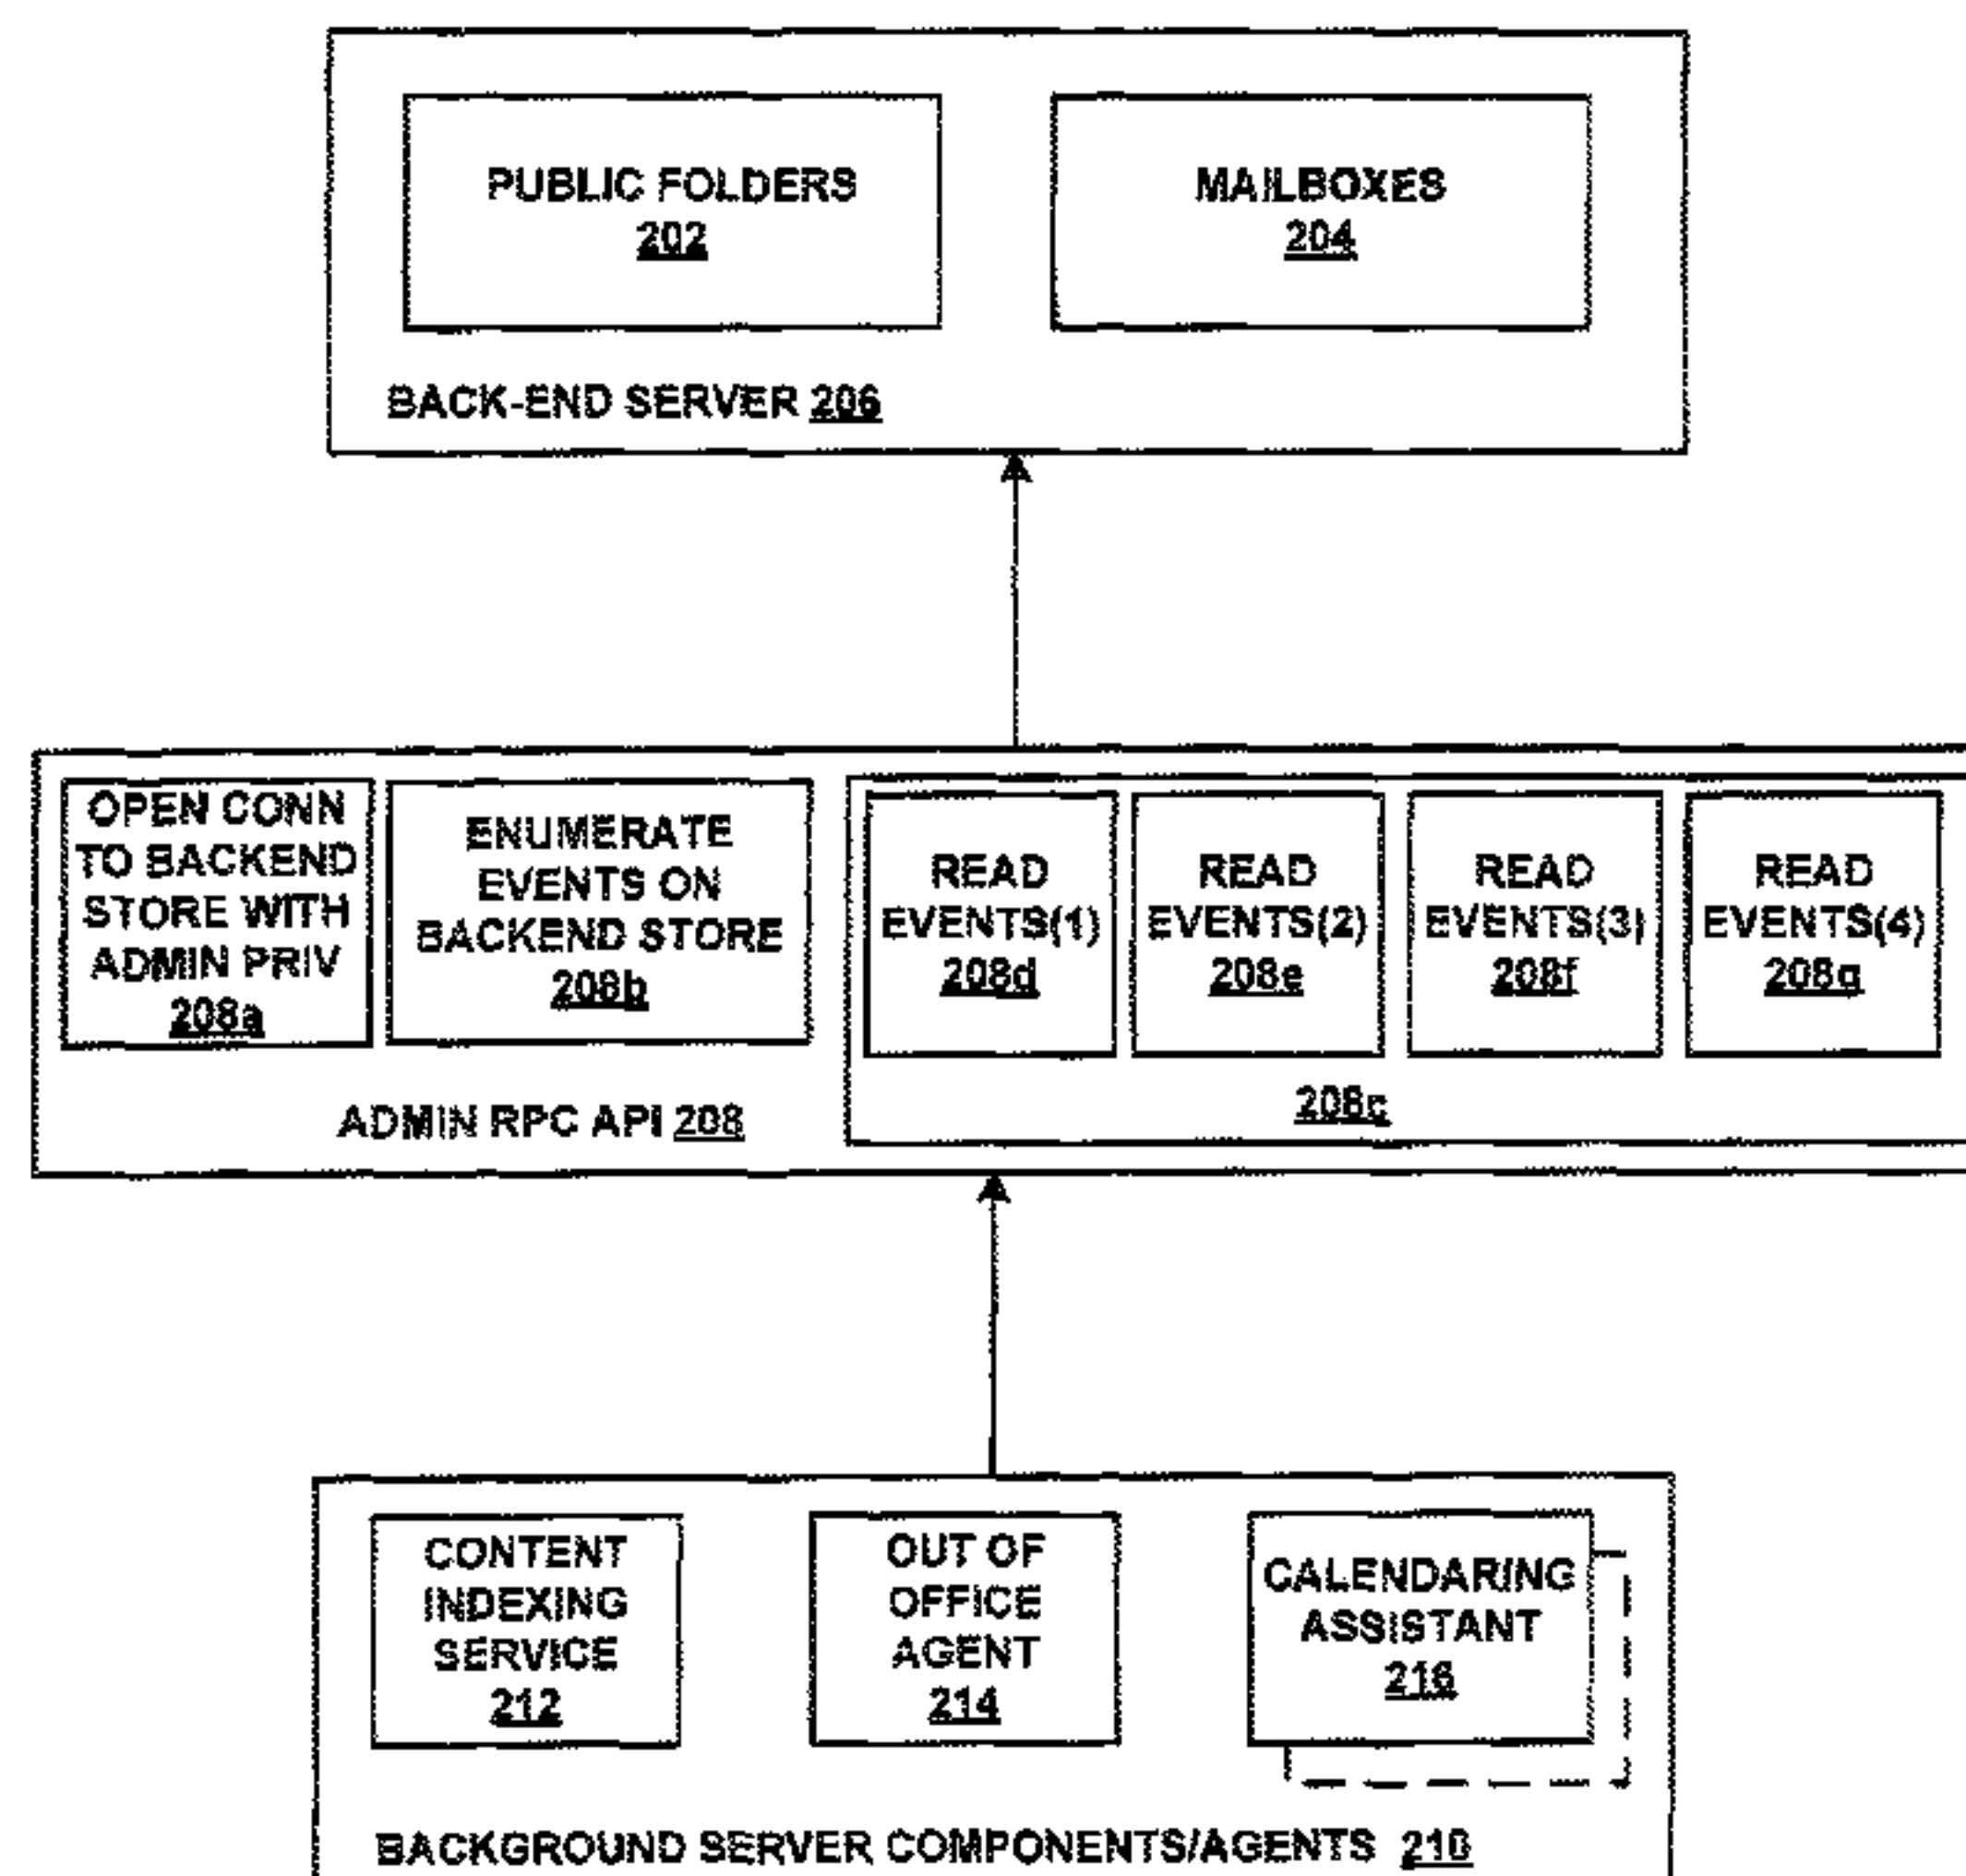 PUBLIC FOLDERS
202
MAILBOXES
204
BACK-END SERVER 206
OPEN CONN
TO BACKEND
STORE WITH
ADMIN PRIV
208a
ENUMERATE
EVENTS ON
BACKEND STORE
208b
READ
EVENTS(1)
208d
READ
EVENTS(2)
208e
READ
EVENTS(3)
208f
READ
EVENTS(4)
208g
208c
ADMIN RPC API 208
CONTENT
INDEXING
SERVICE
212
OUT OF
OFFICE
AGENT
214
CALENDARING
ASSISTANT
216
BACKGROUND SERVER COMPONENTS/AGENTS 210